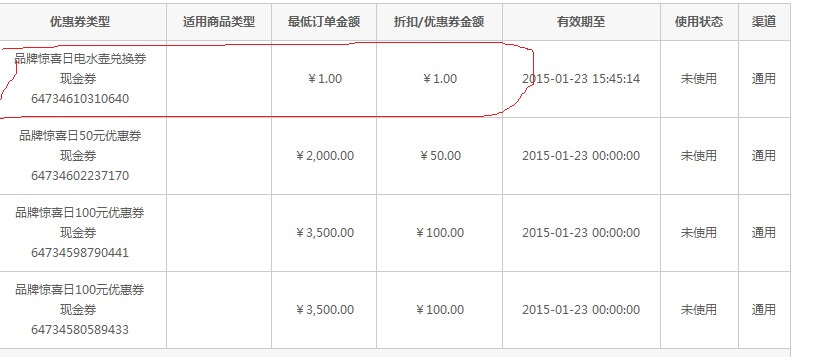 优惠券类型 适用商品类型 最低订单金额 折扣/优惠券金额 有效期至 使用状态 渠道
品牌惊喜日电水壶兑换券
现金券 ￥1.00 ￥1.00 2015-01-23 15:45:14 未使用 通用
64734610310640
品牌惊喜日50元优惠券
现金券 ￥2,000.00 ￥50.00 2015-01-23 00:00:00 未使用 通用
64734602237170
品牌惊喜日100元优惠券
现金券 ￥3,500.00 ￥100.00 2015-01-23 00:00:00 未使用 通用
64734598790441
品牌惊喜日100元优惠券
现金券 ￥3,500.00 ￥100.00 2015-01-23 00:00:00 未使用 通用
64734580589433